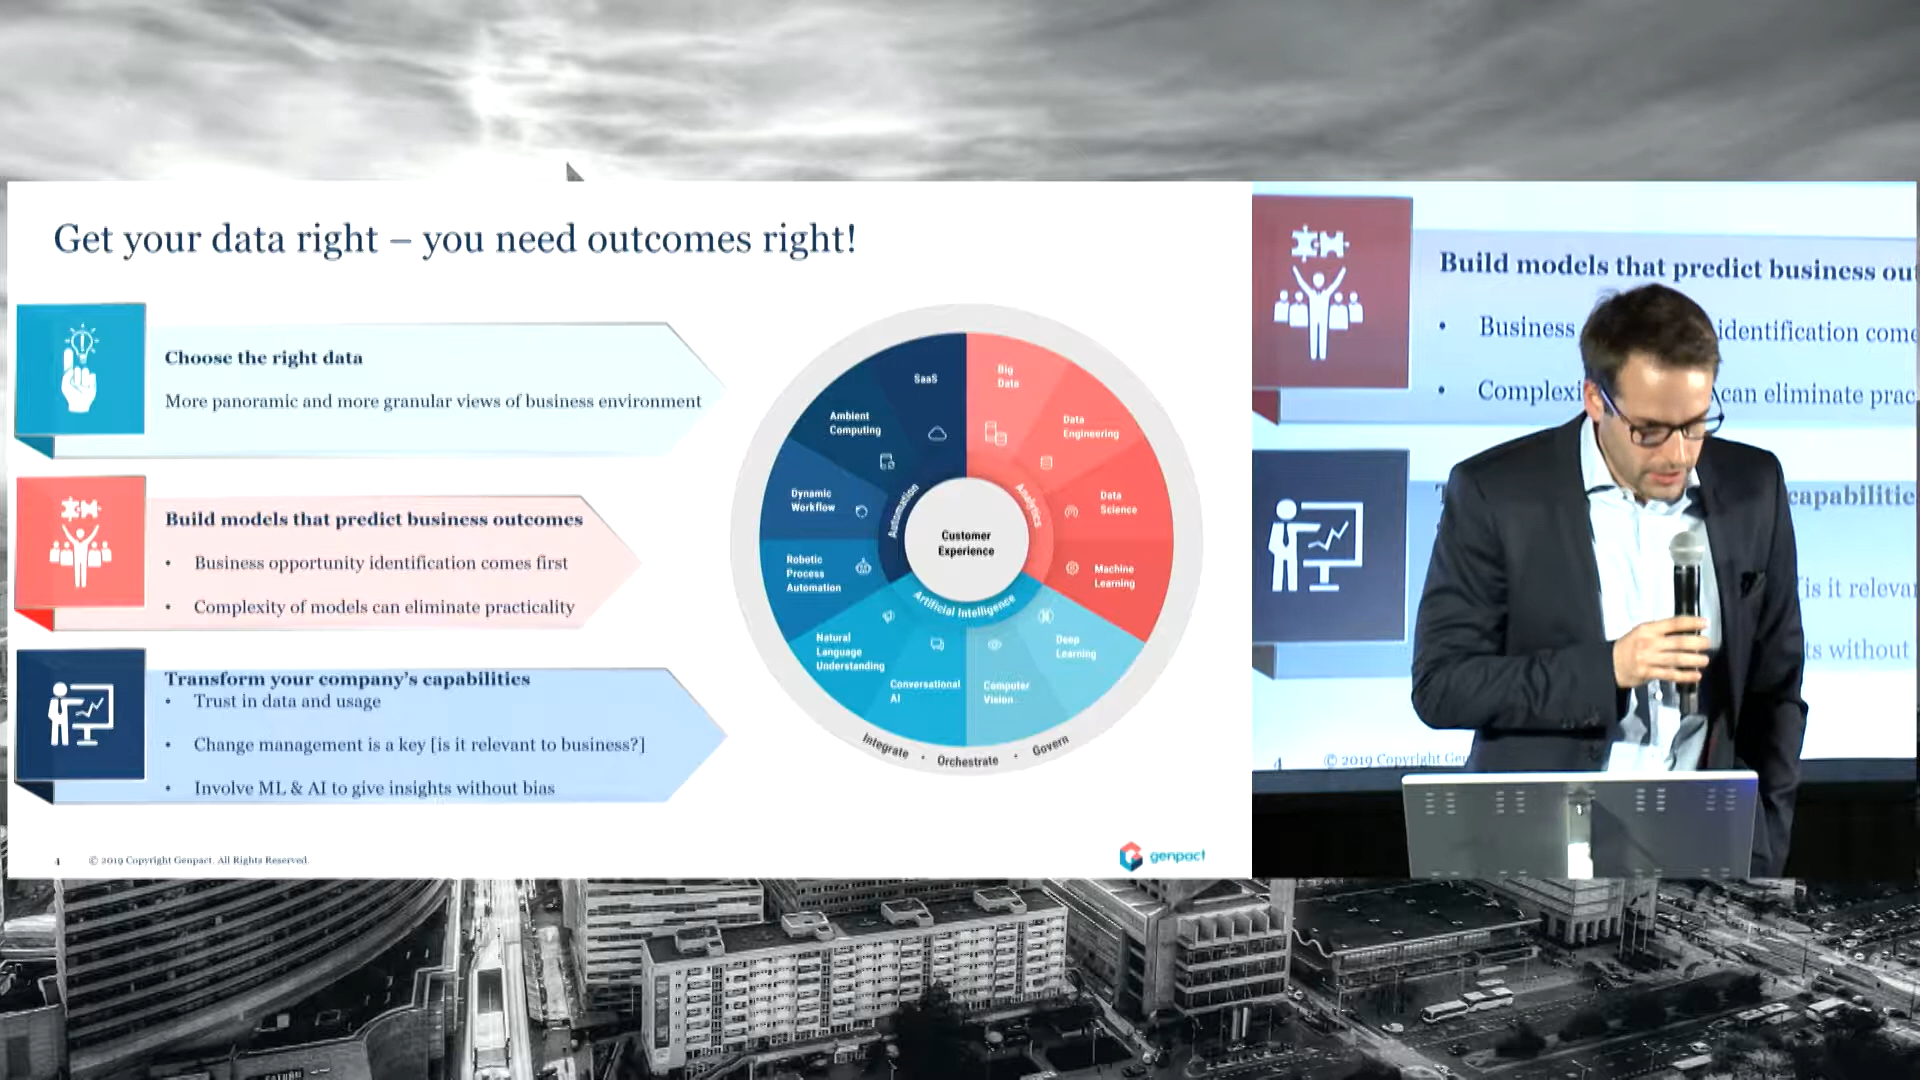 Get your data right – you need outcomes right!
Choose the right data
More panoramic and more granular views of business environment
Build models that predict business outcomes
• Business opportunity identification comes first
• Complexity of models can eliminate practicality
Transform your company's capabilities
• Trust in data and usage
• Change management is a key [is it relevant to business?]
• Involve ML & AI to give insights without bias
SaaS
Ambient
Computing
Dynamic
Workflow
Robotic
Process
Automation
Natural
Language
Understanding
Conversational
AI
Computer
Vision
Deep
Learning
Machine
Learning
Data
Science
Data
Engineering
Big
Data
Automation
Analytics
Artificial Intelligence
Customer
Experience
Integrate • Orchestrate • Govern
4
© 2019 Copyright Genpact. All Rights Reserved.
genpact
Build models that predict business ou
• Business identification come
• Complexi can eliminate prac
capabilitie
[is it relevan
ts without
4
© 2019 Copyright Gen
SATURN